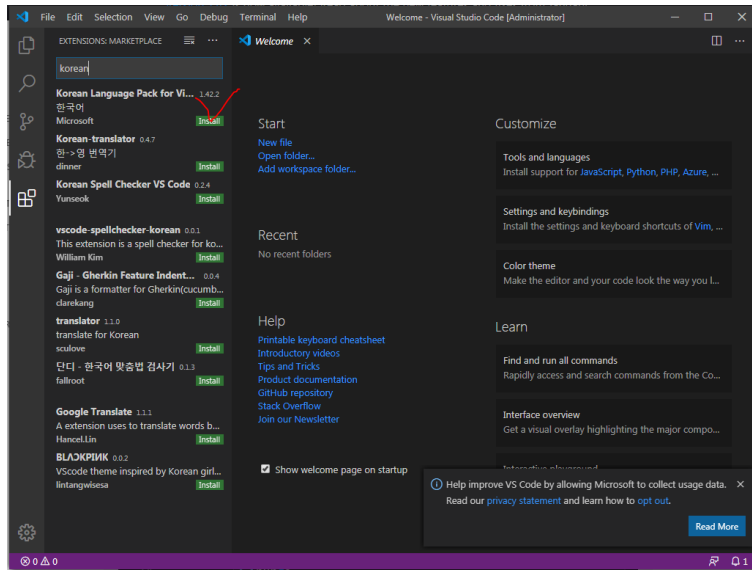 File Edit Selection View Go Debug Terminal Help Welcome - Visual Studio Code [Administrator]
EXTENSIONS: MARKETPLACE
korean
Korean Language Pack for Vi... 1.42.2
한국어
Microsoft Install
Korean-translator 0.4.7
한->영 번역기
dinner Install
Korean Spell Checker VS Code 0.2.4
Yunseok Install
vscode-spellchecker-korean 0.0.1
This extension is a spell checker for ko...
William Kim Install
Gaji - Gherkin Feature Indent... 0.0.4
Gaji is a formatter for Gherkin(cucumb...
clarekang Install
translator 1.1.0
translate for Korean
sculove Install
단디 - 한국어 맞춤법 검사기 0.1.3
fallroot Install
Google Translate 1.1.1
A extension uses to translate words b...
Hancel.Lin Install
BLΛƆKPIИK 0.0.2
VScode theme inspired by Korean girl...
lintangwisesa Install
Welcome
Start
New file
Open folder...
Add workspace folder...
Recent
No recent folders
Help
Printable keyboard cheatsheet
Introductory videos
Tips and Tricks
Product documentation
GitHub repository
Stack Overflow
Join our Newsletter
Show welcome page on startup
Customize
Tools and languages
Install support for JavaScript, Python, PHP, Azure, ...
Settings and keybindings
Install the settings and keyboard shortcuts of Vim, ...
Color theme
Make the editor and your code look the way you l...
Learn
Find and run all commands
Rapidly access and search commands from the Co...
Interface overview
Get a visual overlay highlighting the major compo...
Interactive playground
Help improve VS Code by allowing Microsoft to collect usage data.
Read our privacy statement and learn how to opt out.
Read More
0 0
1